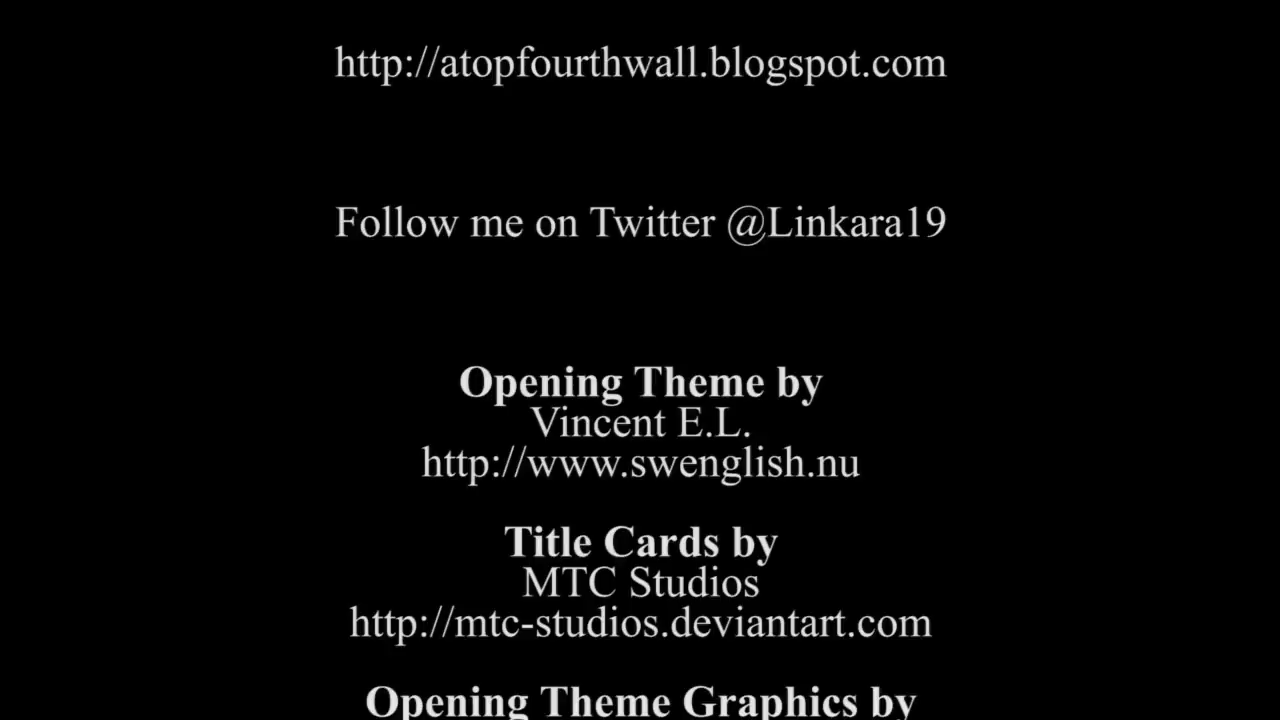 http://atopfourthwall.blogspot.com
Follow me on Twitter @Linkara19
Opening Theme by
Vincent E.L.
http://www.swenglish.nu
Title Cards by
MTC Studios
http://mtc-studios.deviantart.com
Opening Theme Graphics by